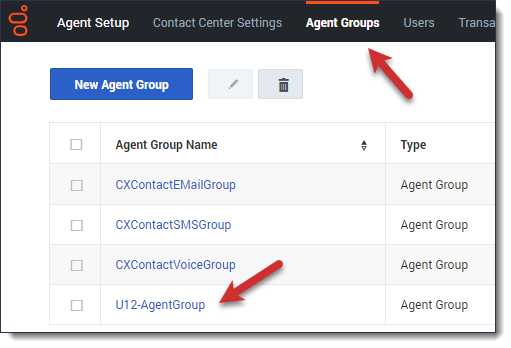 Agent Setup Contact Center Settings Agent Groups Users Transa
New Agent Group
Agent Group Name Type
CXContactEMailGroup Agent Group
CXContactSMSGroup Agent Group
CXContactVoiceGroup Agent Group
U12-AgentGroup Agent Group